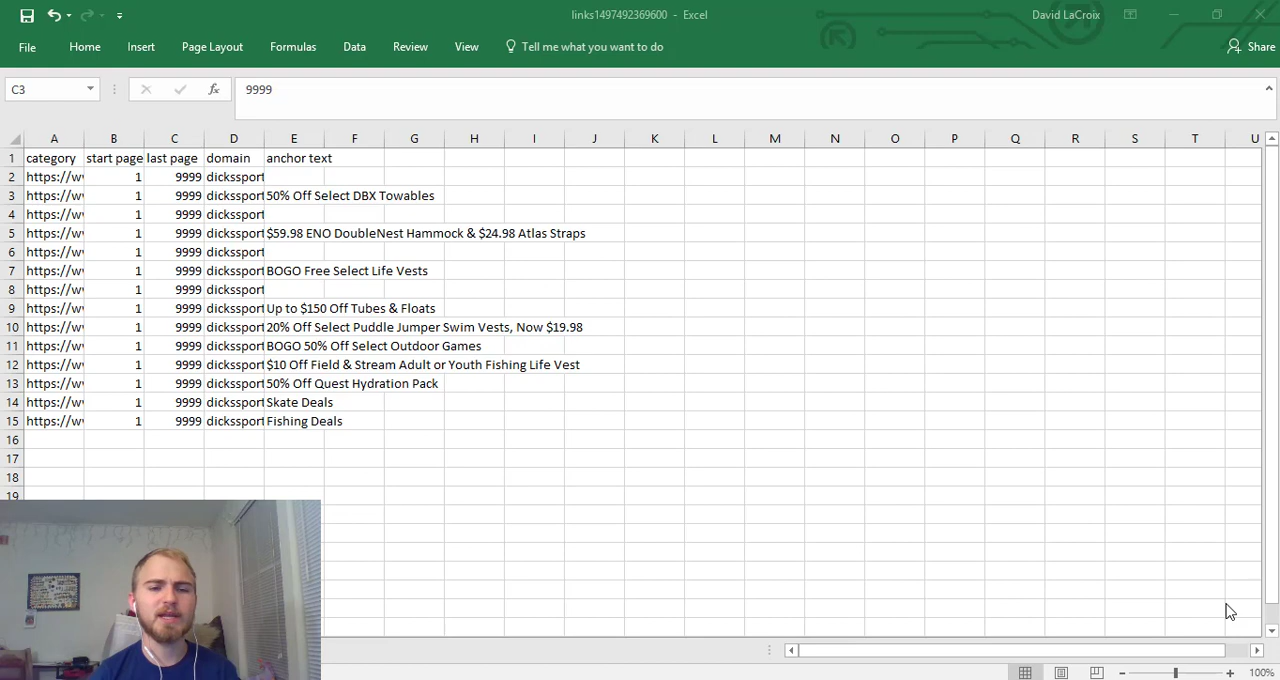 links1497492369600 - Excel
David LaCroix
File Home Insert Page Layout Formulas Data Review View Tell me what you want to do Share
C3 fx 9999
A B C D E F G H I J K L M N O P Q R S T U
1 category start page last page domain anchor text
2 https://w 1 9999 dickssport
3 https://w 1 9999 dickssport 50% Off Select DBX Towables
4 https://w 1 9999 dickssport
5 https://w 1 9999 dickssport $59.98 ENO DoubleNest Hammock & $24.98 Atlas Straps
6 https://w 1 9999 dickssport
7 https://w 1 9999 dickssport BOGO Free Select Life Vests
8 https://w 1 9999 dickssport
9 https://w 1 9999 dickssport Up to $150 Off Tubes & Floats
10 https://w 1 9999 dickssport 20% Off Select Puddle Jumper Swim Vests, Now $19.98
11 https://w 1 9999 dickssport BOGO 50% Off Select Outdoor Games
12 https://w 1 9999 dickssport $10 Off Field & Stream Adult or Youth Fishing Life Vest
13 https://w 1 9999 dickssport 50% Off Quest Hydration Pack
14 https://w 1 9999 dickssport Skate Deals
15 https://w 1 9999 dickssport Fishing Deals
16
17
18
19
100%